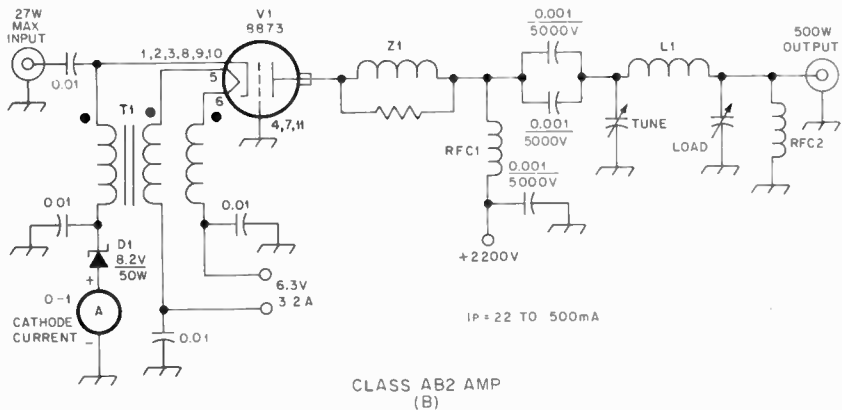 27W
MAX
INPUT
0.01
1,2,3,8,9,10
V1
8873
5
6
4,7,11
Z1
0.001
5000V
0.001
5000V
L1
500W
OUTPUT
T1
TUNE
LOAD
RFC2
RFC1
0.001
5000V
+2200V
0.01
0.01
D1
8.2V
50W
+
0-1
A
CATHODE
CURRENT
-
6.3V
3.2A
0.01
IP = 22 TO 500mA
CLASS AB2 AMP
(B)